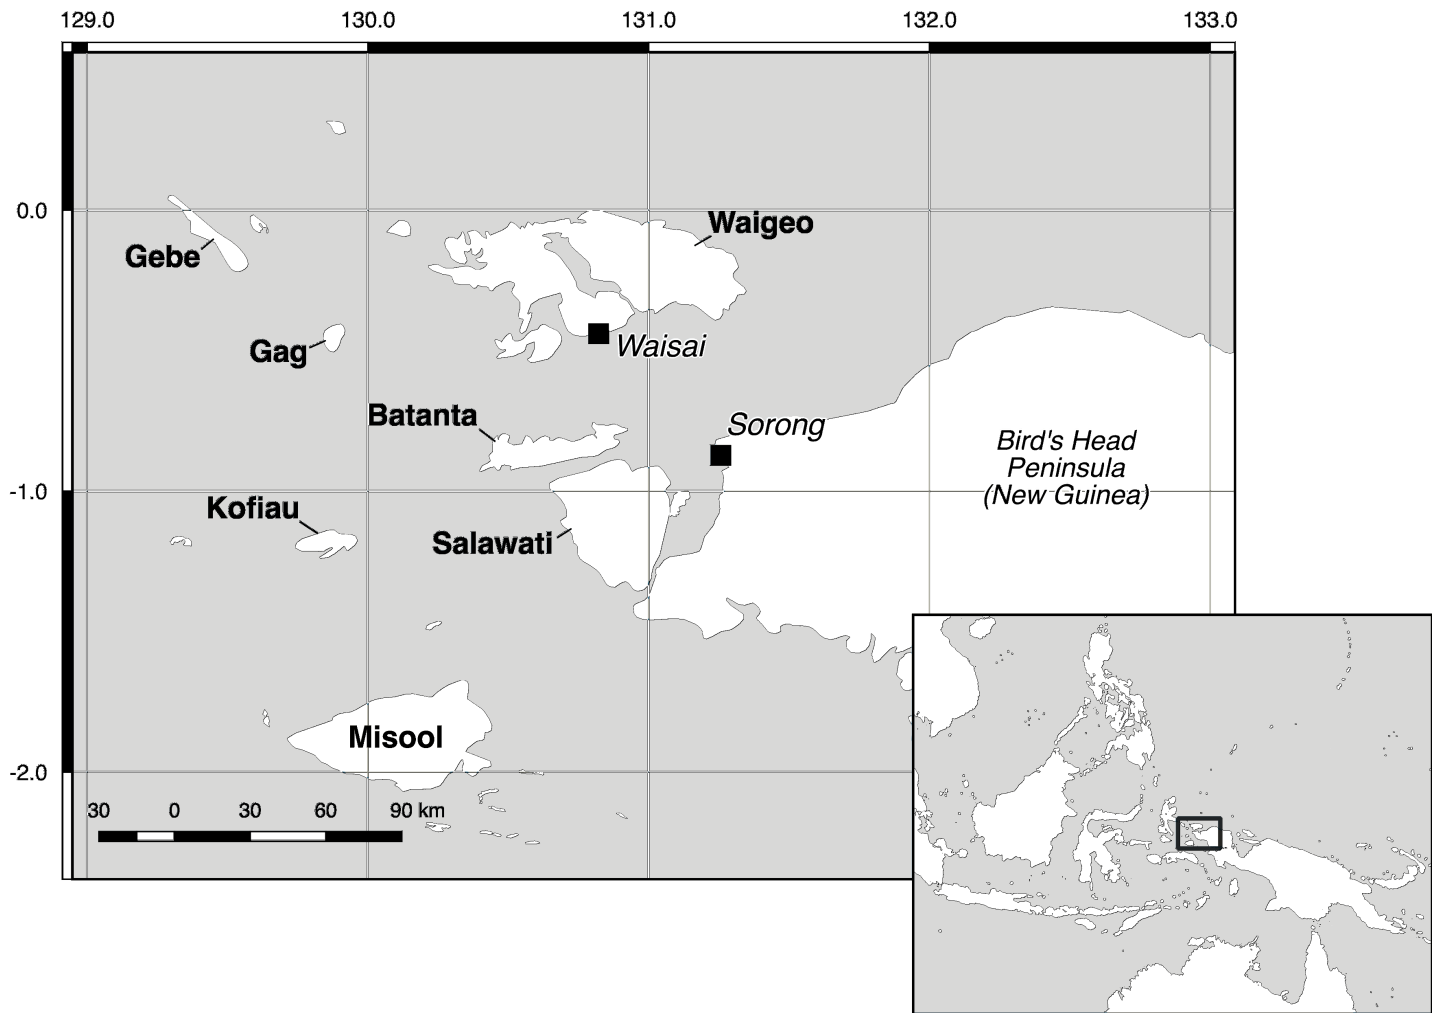 129.0 130.0 131.0 132.0 133.0
0.0
Waigeo
Gebe
Waisai
Gag
Batanta
Sorong
Bird's Head
Peninsula
(New Guinea)
-1.0
Kofiau
Salawati
Misool
-2.0
30 0 30 60 90 km